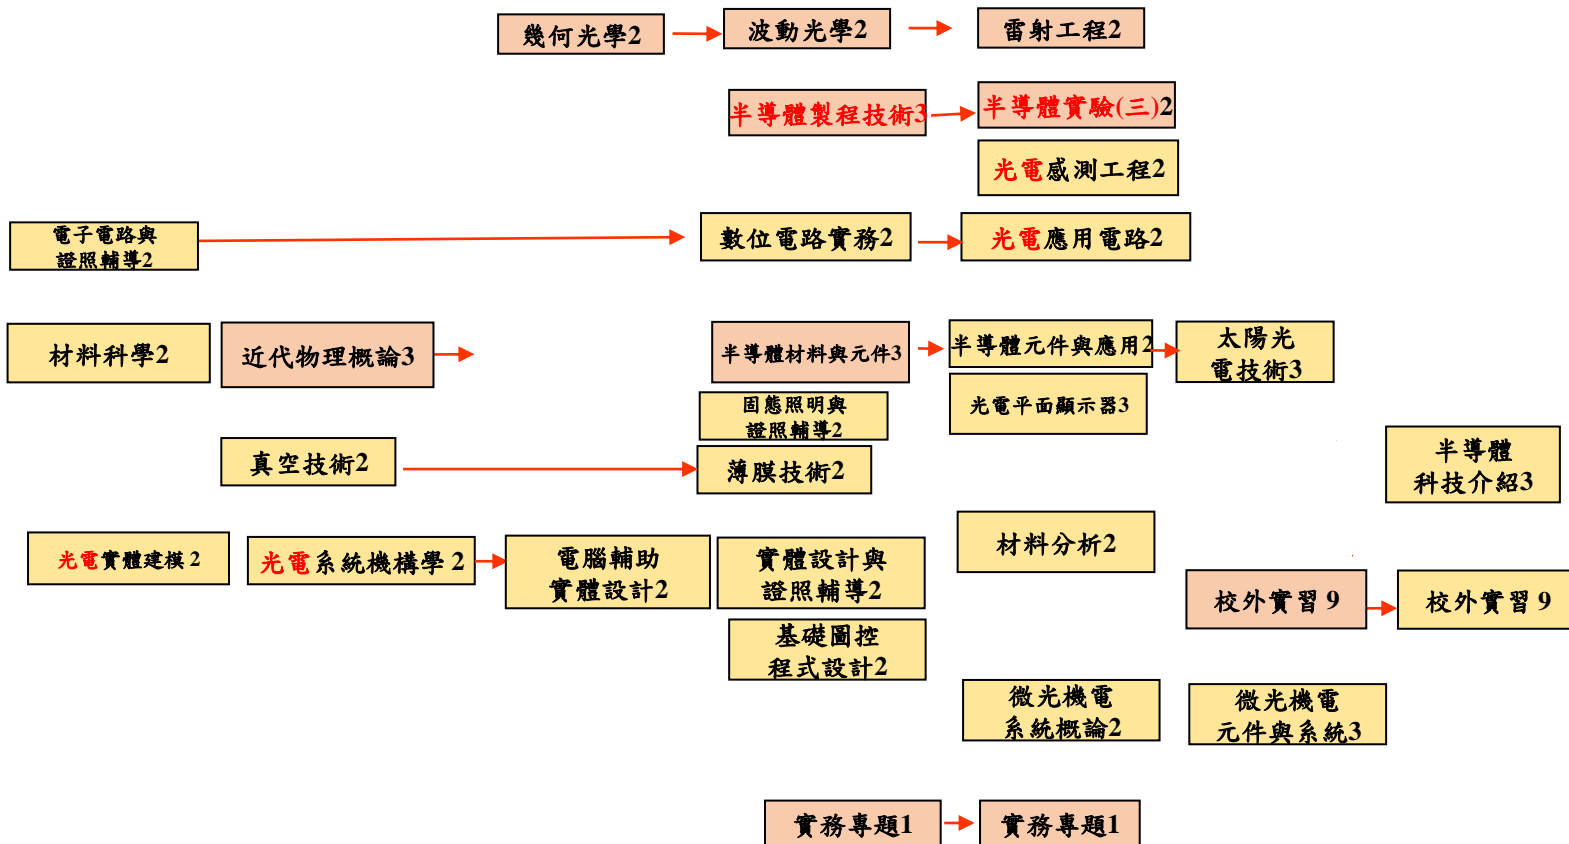 幾何光學2
波動光學2
雷射工程2
半導體製程技術3
半導體實驗(三)2
光電感測工程2
電子電路與
證照輔導2
數位電路實務2
光電應用電路2
材料科學2
近代物理概論3
半導體材料與元件3
半導體元件與應用2
太陽光
電技術3
固態照明與
證照輔導2
光電平面顯示器3
真空技術2
薄膜技術2
半導體
科技介紹3
光電實體建模 2
光電系統機構學 2
電腦輔助
實體設計2
實體設計與
證照輔導2
材料分析2
校外實習 9
校外實習 9
基礎圖控
程式設計2
微光機電
系統概論2
微光機電
元件與系統3
實務專題1
實務專題1